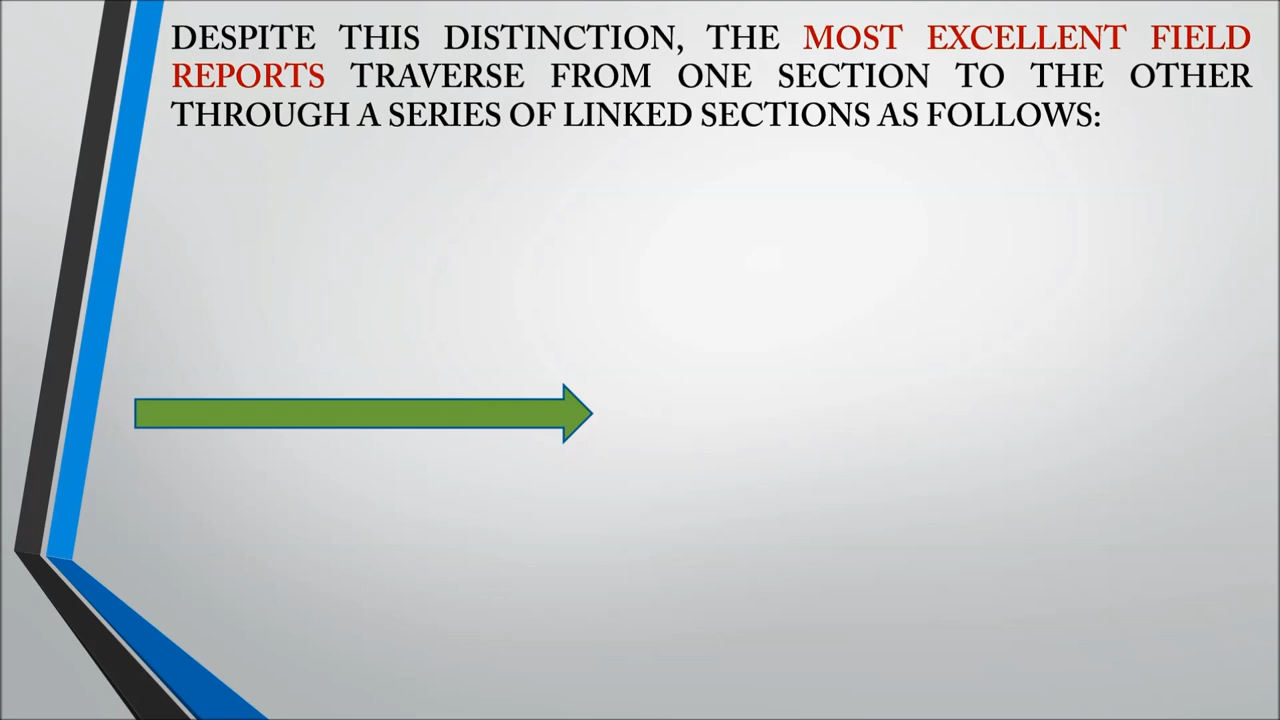 DESPITE THIS DISTINCTION, THE MOST EXCELLENT FIELD
REPORTS TRAVERSE FROM ONE SECTION TO THE OTHER
THROUGH A SERIES OF LINKED SECTIONS AS FOLLOWS: